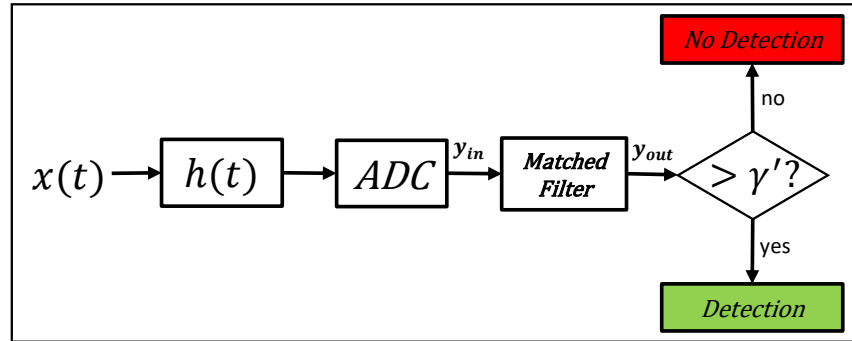 No Detection
no
x(t)
h(t)
ADC
y_in
Matched
Filter
y_out
> γ′?
yes
Detection